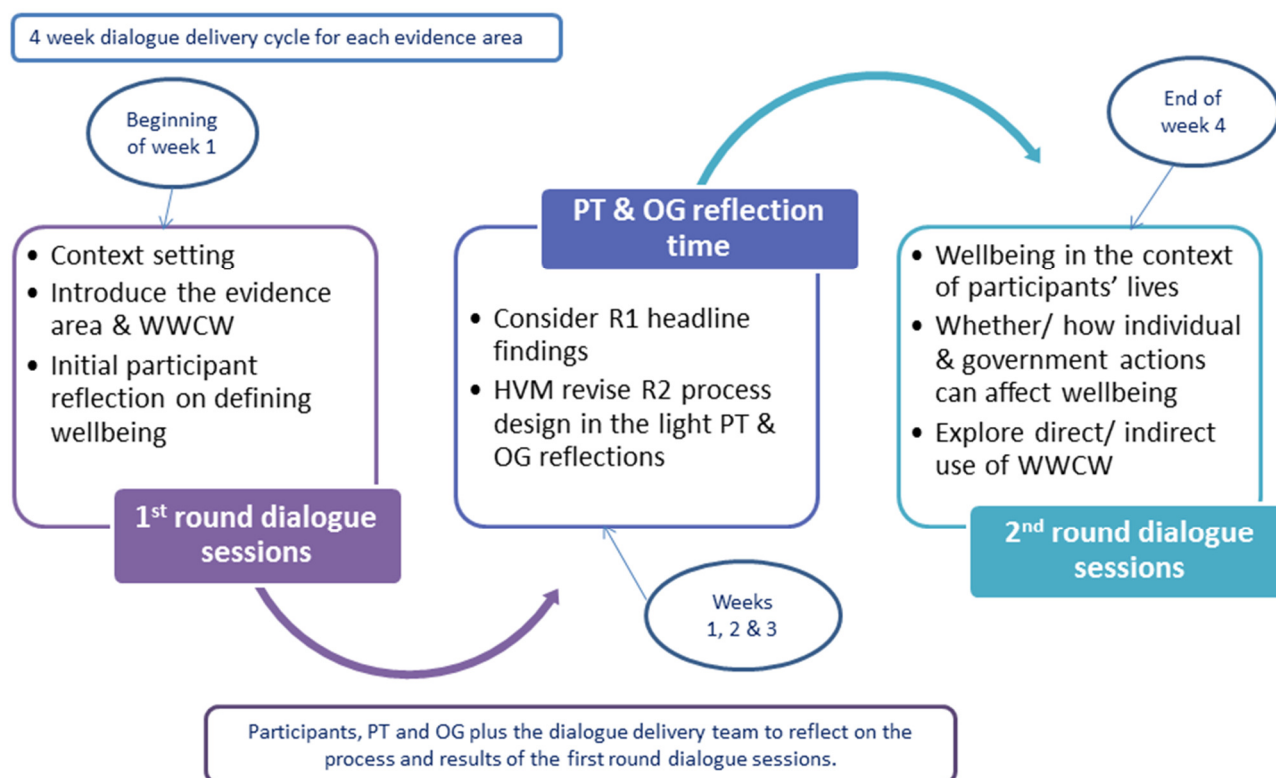 4 week dialogue delivery cycle for each evidence area
Beginning
of week 1
• Context setting
• Introduce the evidence
area & WWCW
• Initial participant
reflection on defining
wellbeing
1st round dialogue
sessions
PT & OG reflection
time
• Consider R1 headline
findings
• HVM revise R2 process
design in the light PT &
OG reflections
Weeks
1, 2 & 3
End of
week 4
• Wellbeing in the context
of participants’ lives
• Whether/ how individual
& government actions
can affect wellbeing
• Explore direct/ indirect
use of WWCW
2nd round dialogue
sessions
Participants, PT and OG plus the dialogue delivery team to reflect on the
process and results of the first round dialogue sessions.